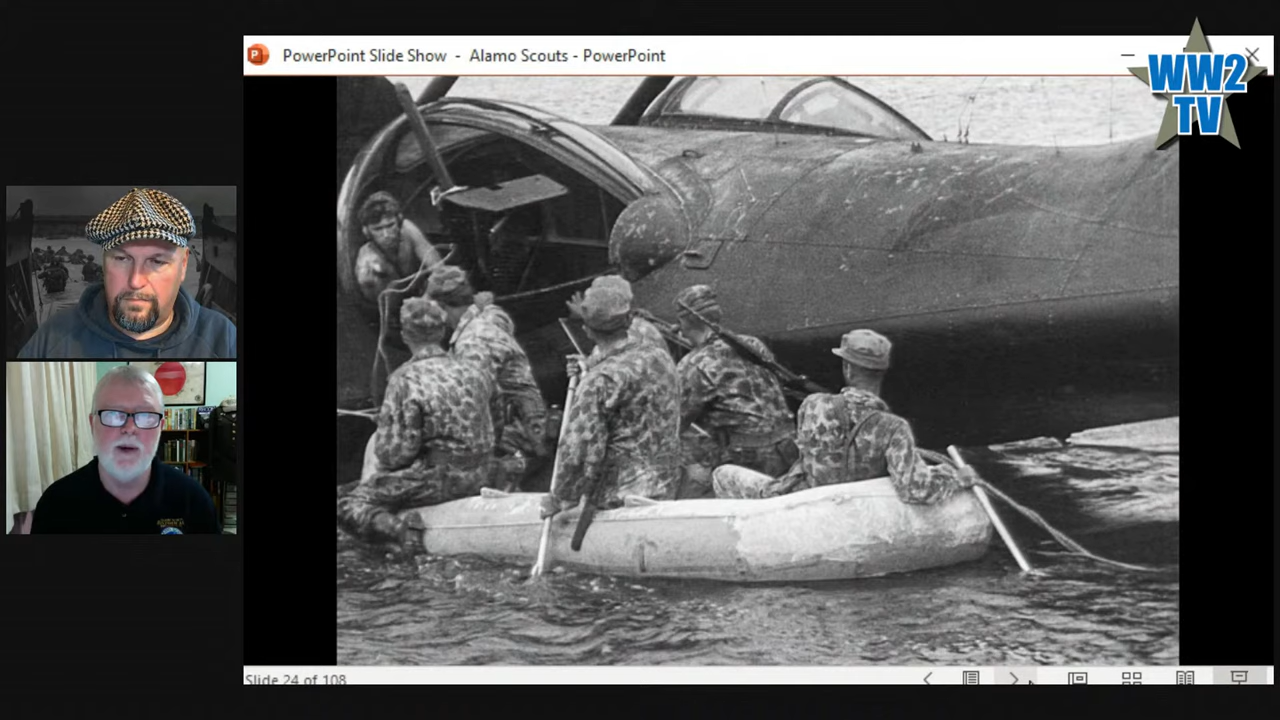 PowerPoint Slide Show - Alamo Scouts - PowerPoint
WW2
TV
Slide 24 of 108